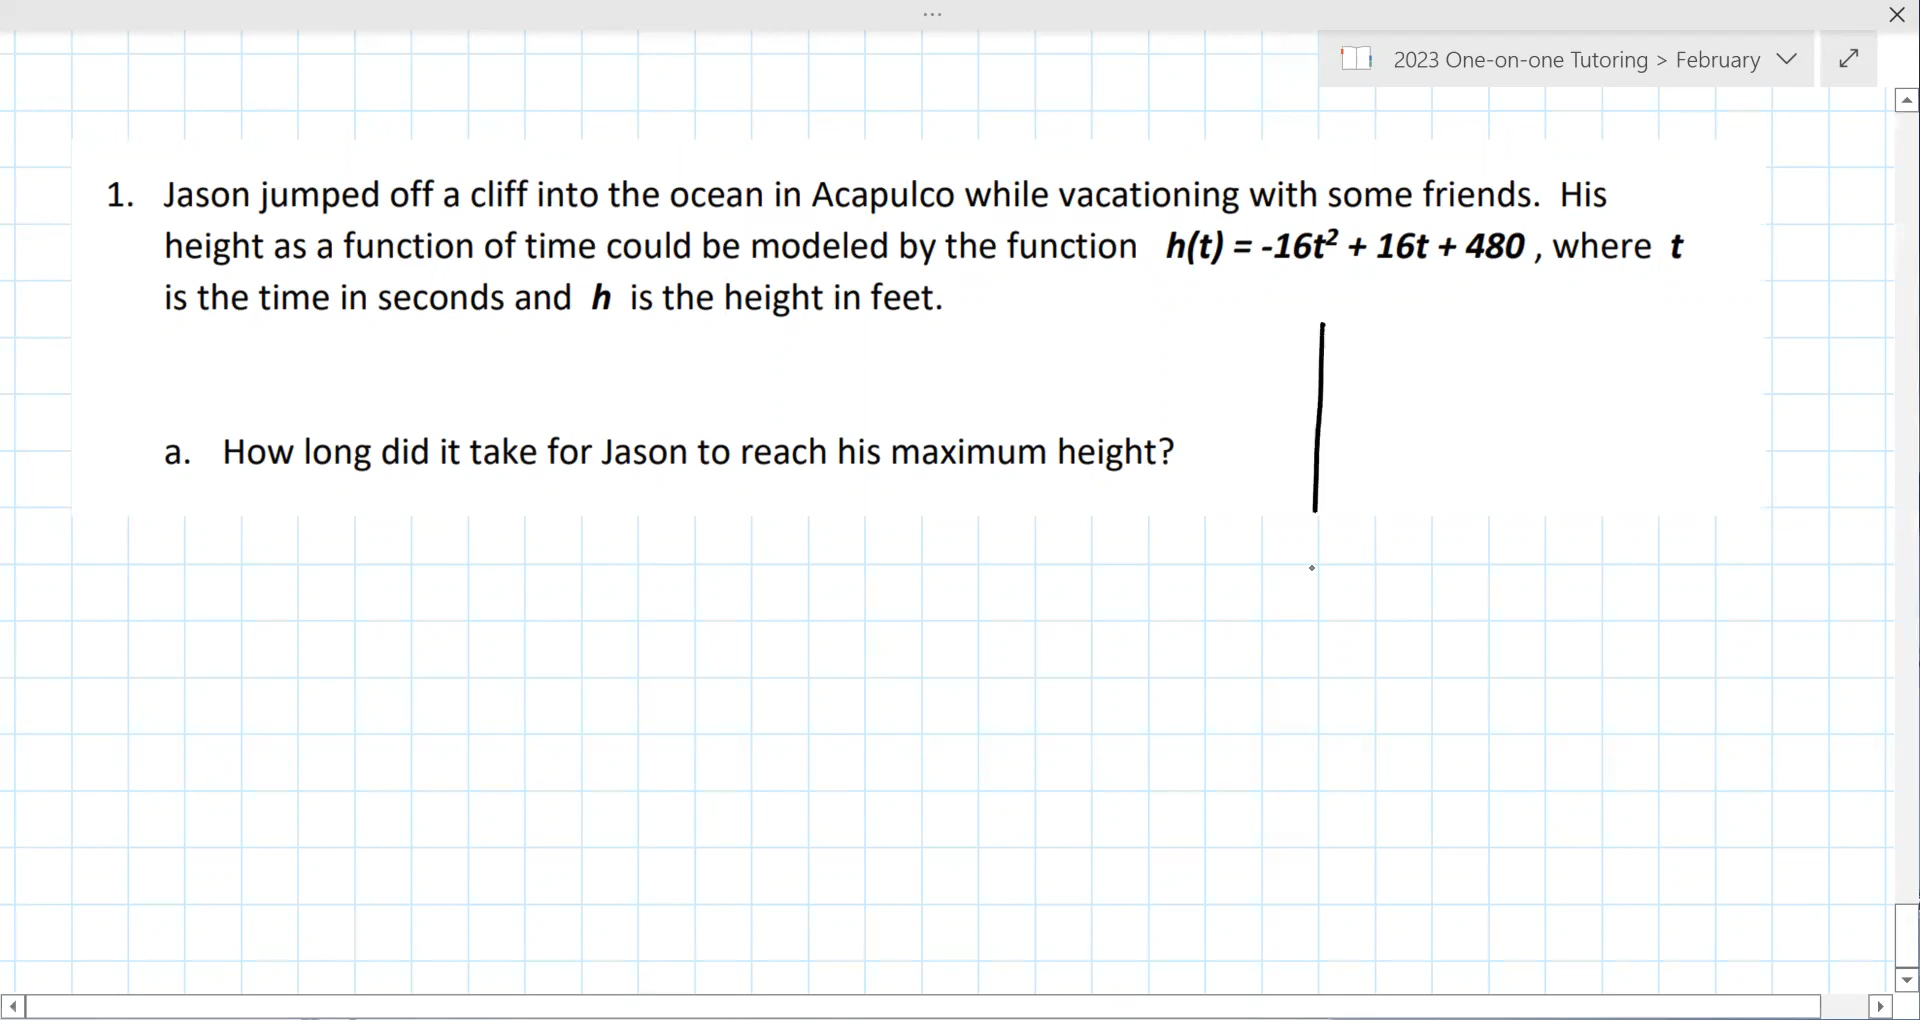 ...
2023 One-on-one Tutoring > February
1. Jason jumped off a cliff into the ocean in Acapulco while vacationing with some friends. His
height as a function of time could be modeled by the function h(t) = -16t² + 16t + 480 , where t
is the time in seconds and h is the height in feet.
a. How long did it take for Jason to reach his maximum height?